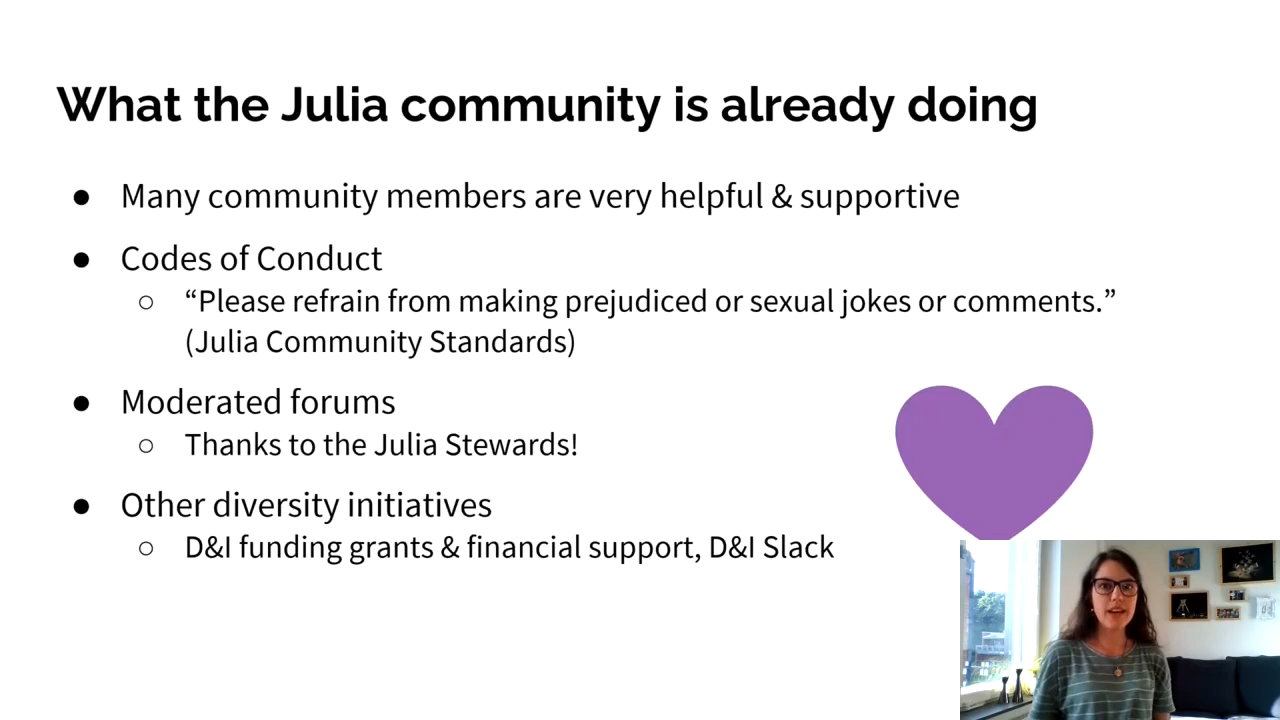 What the Julia community is already doing
● Many community members are very helpful & supportive
● Codes of Conduct
○ “Please refrain from making prejudiced or sexual jokes or comments.”
(Julia Community Standards)
● Moderated forums
○ Thanks to the Julia Stewards!
● Other diversity initiatives
○ D&I funding grants & financial support, D&I Slack